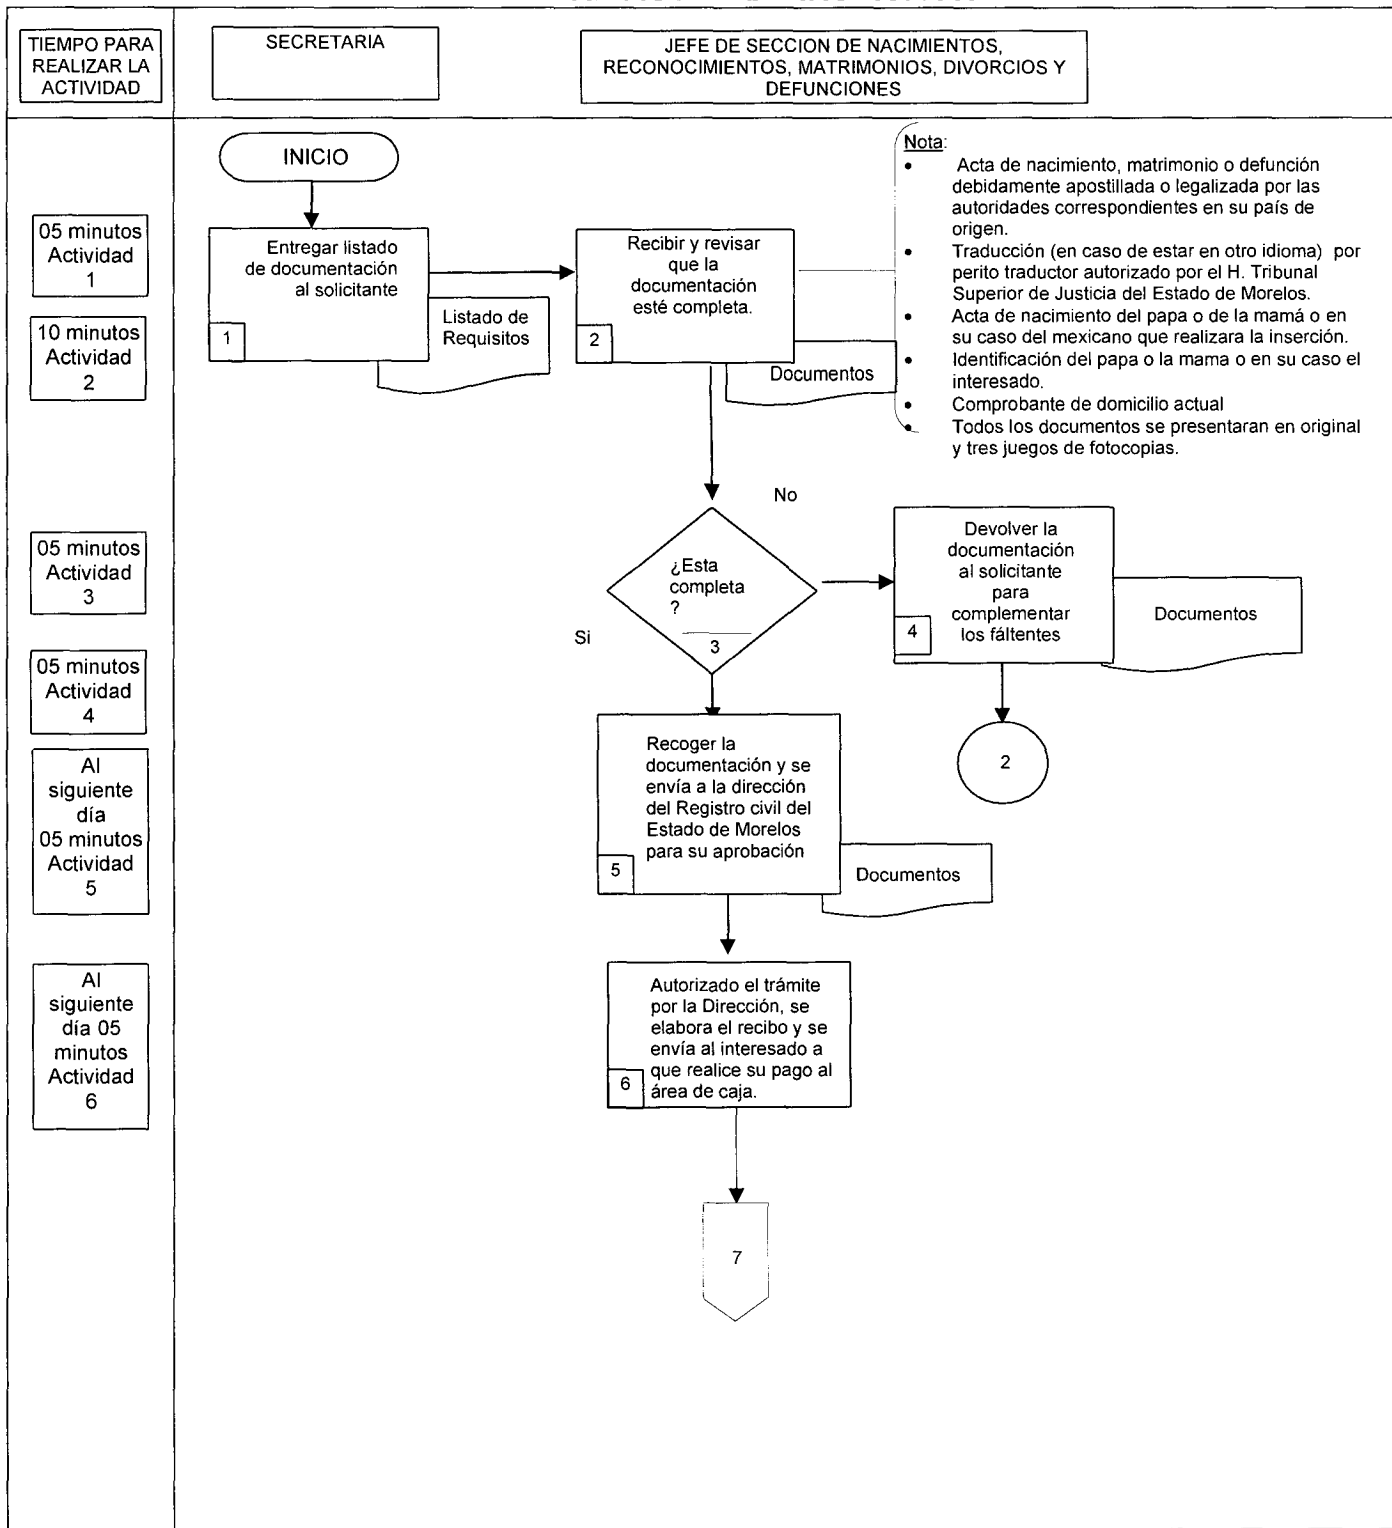 TIEMPO PARA
REALIZAR LA
ACTIVIDAD
SECRETARIA
JEFE DE SECCION DE NACIMIENTOS,
RECONOCIMIENTOS, MATRIMONIOS, DIVORCIOS Y
DEFUNCIONES
INICIO
Nota:
• Acta de nacimiento, matrimonio o defunción
debidamente apostillada o legalizada por las
autoridades correspondientes en su país de
origen.
• Traducción (en caso de estar en otro idioma) por
perito traductor autorizado por el H. Tribunal
Superior de Justicia del Estado de Morelos.
• Acta de nacimiento del papa o de la mamá o en
su caso del mexicano que realizara la inserción.
• Identificación del papa o la mama o en su caso el
interesado.
• Comprobante de domicilio actual
• Todos los documentos se presentaran en original
y tres juegos de fotocopias.
05 minutos
Actividad
1
Entregar listado
de documentación
al solicitante
1
Listado de
Requisitos
Recibir y revisar
que la
documentación
esté completa.
2
Documentos
10 minutos
Actividad
2
No
05 minutos
Actividad
3
¿Esta
completa
?
3
Si
Devolver la
documentación
al solicitante
para
complementar
los fáltentes
4
Documentos
05 minutos
Actividad
4
2
Al
siguiente
día
05 minutos
Actividad
5
Recoger la
documentación y se
envía a la dirección
del Registro civil del
Estado de Morelos
para su aprobación
5
Documentos
Al
siguiente
día 05
minutos
Actividad
6
Autorizado el trámite
por la Dirección, se
elabora el recibo y se
envía al interesado a
que realice su pago al
área de caja.
6
7